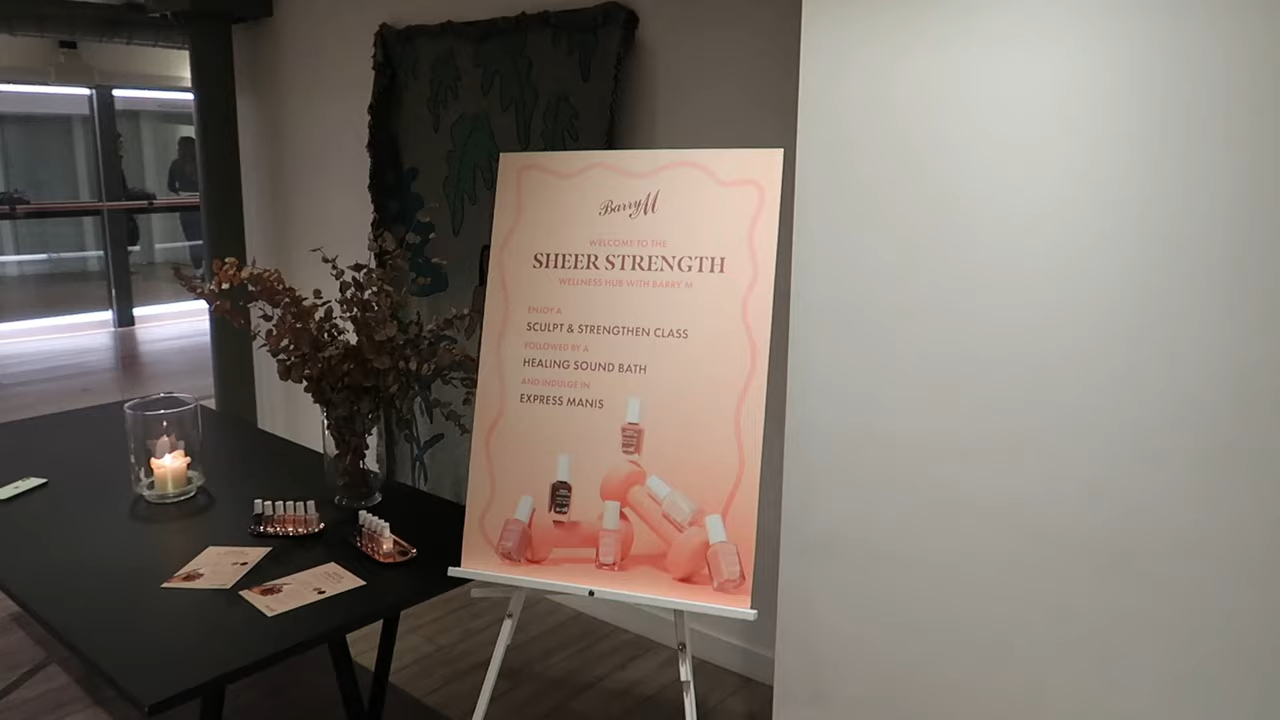 Barry M
WELCOME TO THE
SHEER STRENGTH
WELLNESS HUB WITH BARRY M
ENJOY A
SCULPT & STRENGTHEN CLASS
FOLLOWED BY A
HEALING SOUND BATH
AND INDULGE IN
EXPRESS MANIS